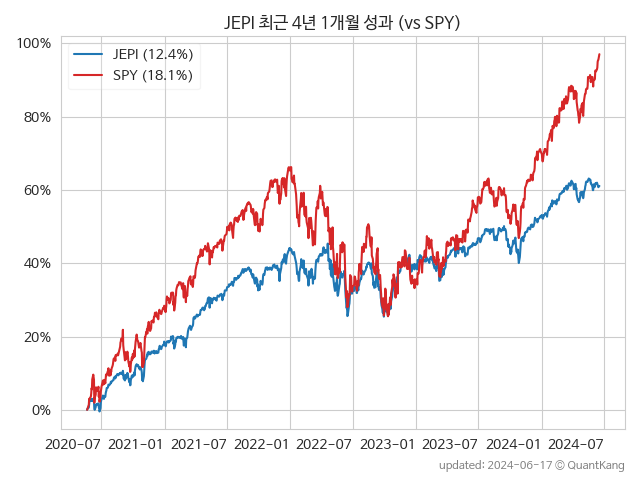 JEPI 최근 4년 1개월 성과 (vs SPY)
100%
80%
60%
40%
20%
0%
JEPI (12.4%)
SPY (18.1%)
2020-07 2021-01 2021-07 2022-01 2022-07 2023-01 2023-07 2024-01 2024-07
updated: 2024-06-17 © QuantKang